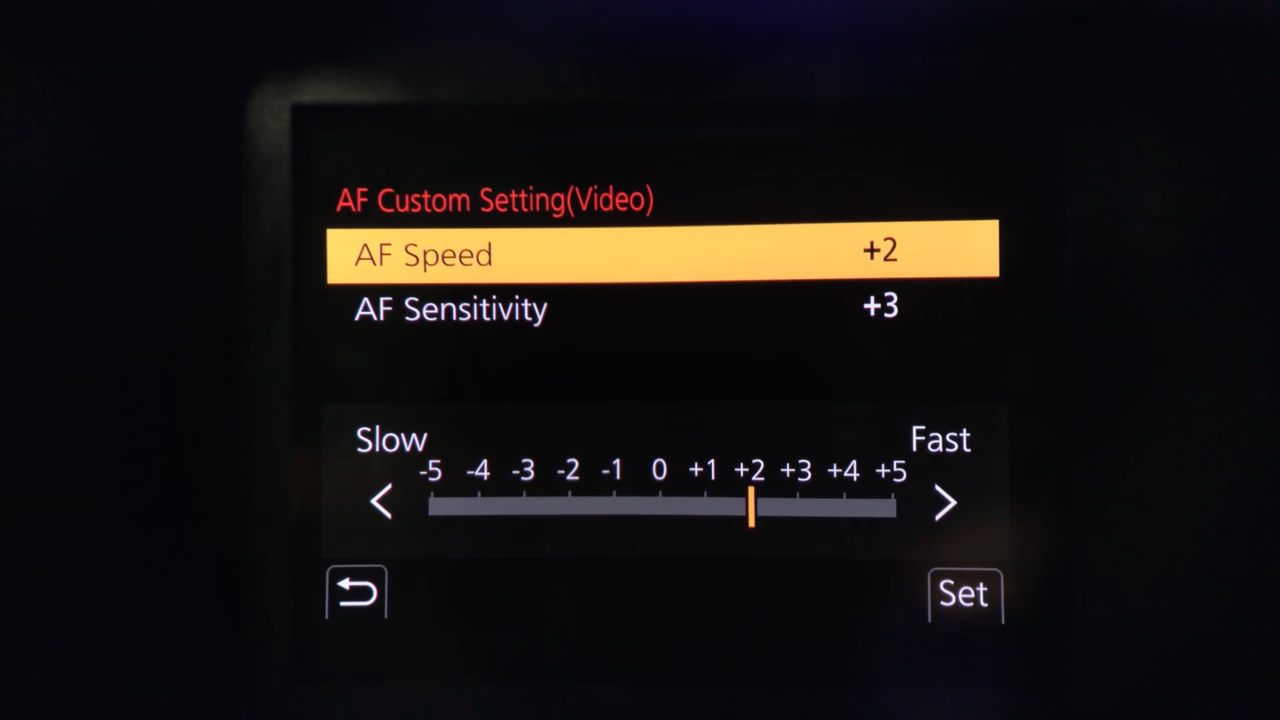 AF Custom Setting(Video)
AF Speed +2
AF Sensitivity +3
Slow Fast
-5 -4 -3 -2 -1 0 +1 +2 +3 +4 +5
Set